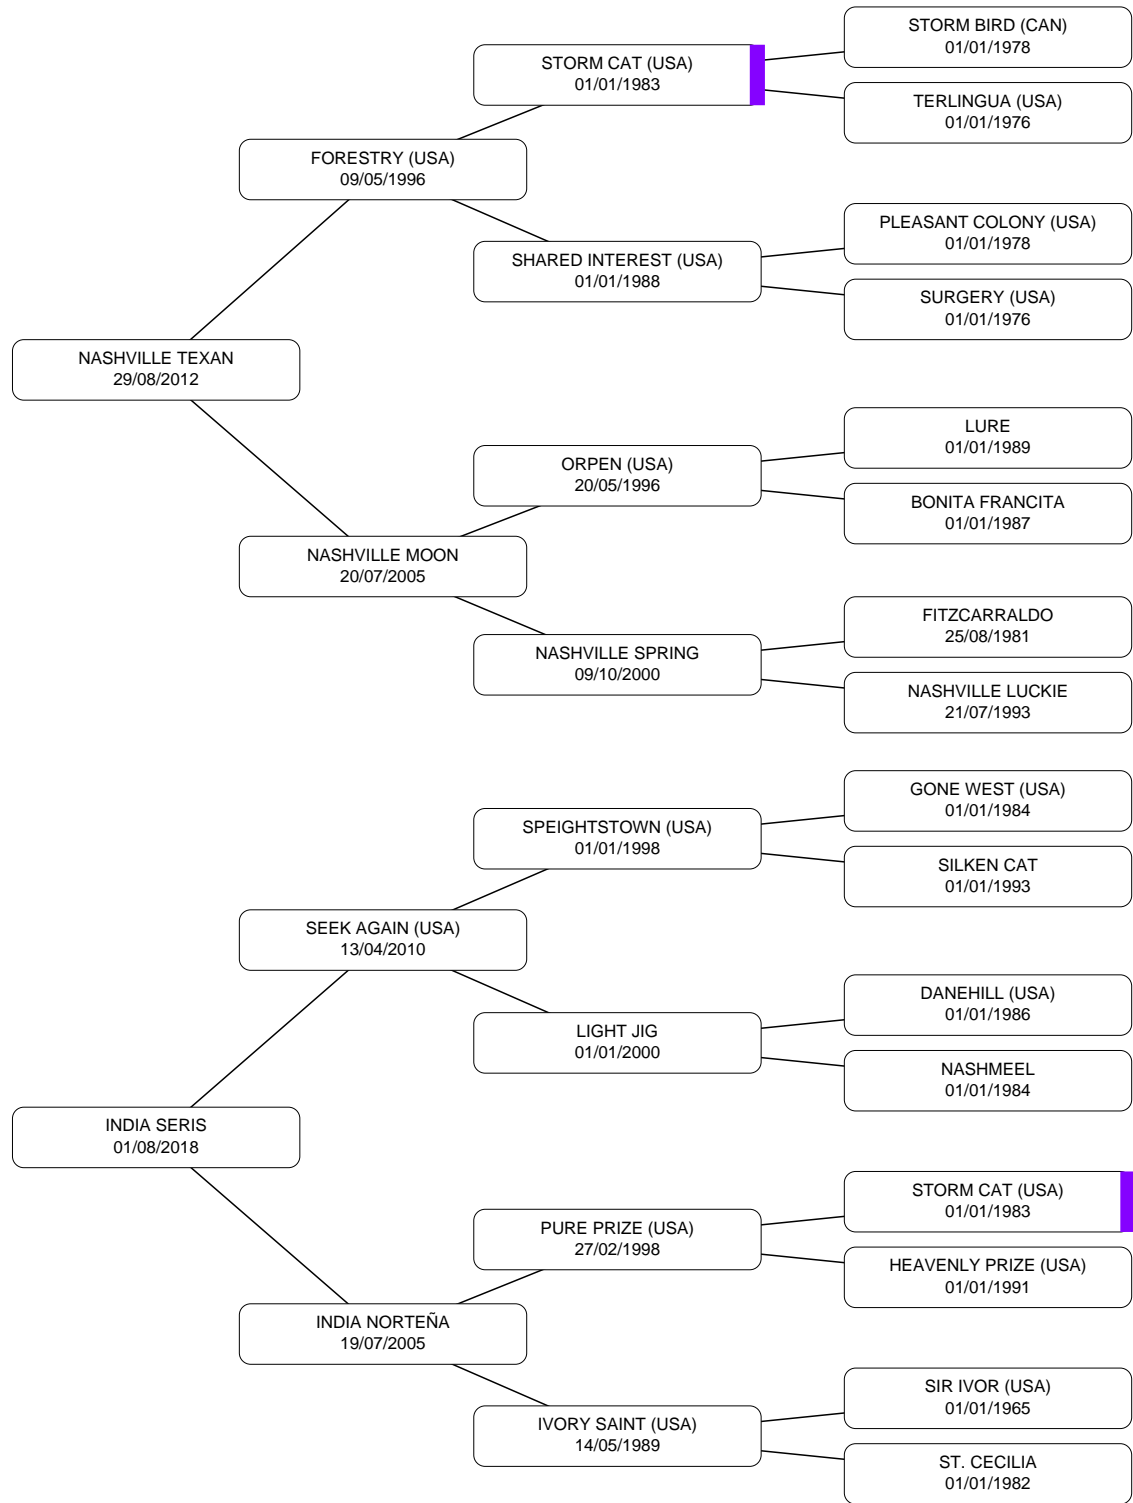 STORM BIRD (CAN)
01/01/1978
STORM CAT (USA)
01/01/1983
TERLINGUA (USA)
01/01/1976
FORESTRY (USA)
09/05/1996
PLEASANT COLONY (USA)
01/01/1978
SHARED INTEREST (USA)
01/01/1988
SURGERY (USA)
01/01/1976
NASHVILLE TEXAN
29/08/2012
LURE
01/01/1989
ORPEN (USA)
20/05/1996
BONITA FRANCITA
01/01/1987
NASHVILLE MOON
20/07/2005
FITZCARRALDO
25/08/1981
NASHVILLE SPRING
09/10/2000
NASHVILLE LUCKIE
21/07/1993
GONE WEST (USA)
01/01/1984
SPEIGHTSTOWN (USA)
01/01/1998
SILKEN CAT
01/01/1993
SEEK AGAIN (USA)
13/04/2010
DANEHILL (USA)
01/01/1986
LIGHT JIG
01/01/2000
NASHMEEL
01/01/1984
INDIA SERIS
01/08/2018
STORM CAT (USA)
01/01/1983
PURE PRIZE (USA)
27/02/1998
HEAVENLY PRIZE (USA)
01/01/1991
INDIA NORTEÑA
19/07/2005
SIR IVOR (USA)
01/01/1965
IVORY SAINT (USA)
14/05/1989
ST. CECILIA
01/01/1982